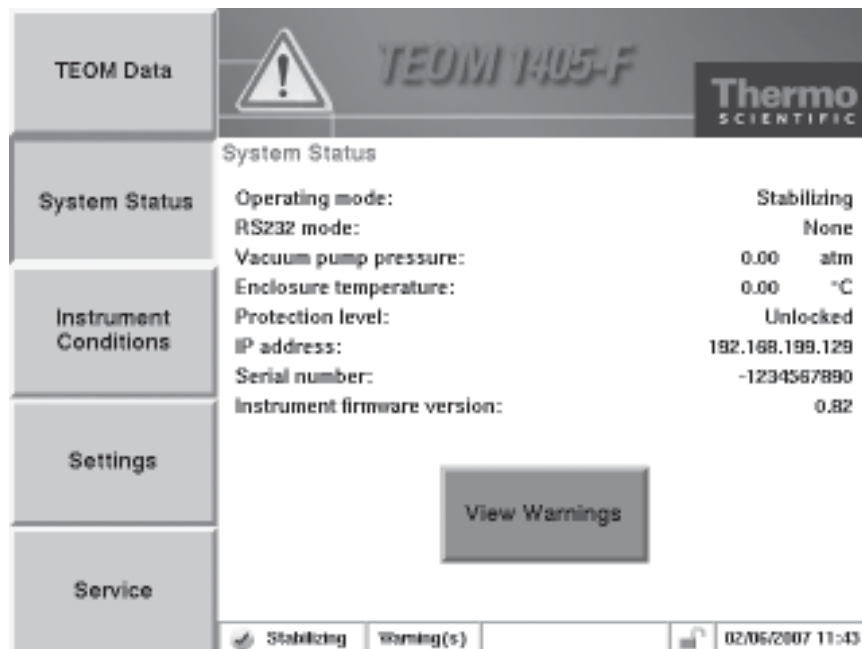 TEOM Data
TEOM 1405-F
Thermo
SCIENTIFIC
System Status
System Status
Operating mode: Stabilizing
RS232 mode: None
Vacuum pump pressure: 0.00 atm
Enclosure temperature: 0.00 °C
Protection level: Unlocked
IP address: 192.168.199.129
Serial number: -1234567890
Instrument firmware version: 0.82
Instrument
Conditions
Settings
View Warnings
Service
Stabilizing Warning(s) 02/06/2007 11:43